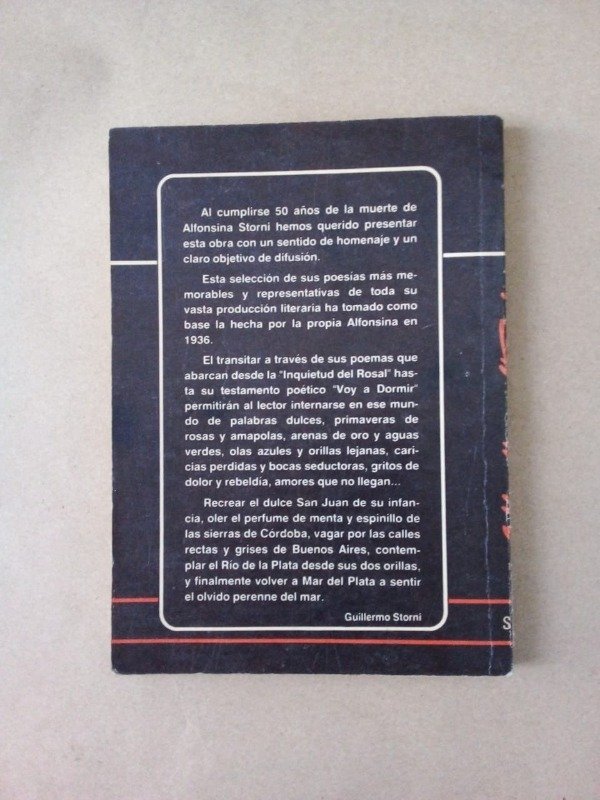 Al cumplirse 50 años de la muerte de
Alfonsina Storni hemos querido presentar
esta obra con un sentido de homenaje y un
claro objetivo de difusión.
Esta selección de sus poesías más me-
morables y representativas de toda su
vasta producción literaria ha tomado como
base la hecha por la propia Alfonsina en
1936.
El transitar a través de sus poemas que
abarcan desde la "Inquietud del Rosal" has-
ta su testamento poético "Voy a Dormir"
permitirán al lector internarse en ese mun-
do de palabras dulces, primaveras de
rosas y amapolas, arenas de oro y aguas
verdes, olas azules y orillas lejanas, cari-
cias perdidas y bocas seductoras, gritos de
dolor y rebeldía, amores que no llegan...
Recrear el dulce San Juan de su infan-
cia, oler el perfume de menta y espinillo de
las sierras de Córdoba, vagar por las calles
rectas y grises de Buenos Aires, contem-
plar el Río de la Plata desde sus dos orillas,
y finalmente volver a Mar del Plata a sentir
el olvido perenne del mar.
Guillermo Storni
S